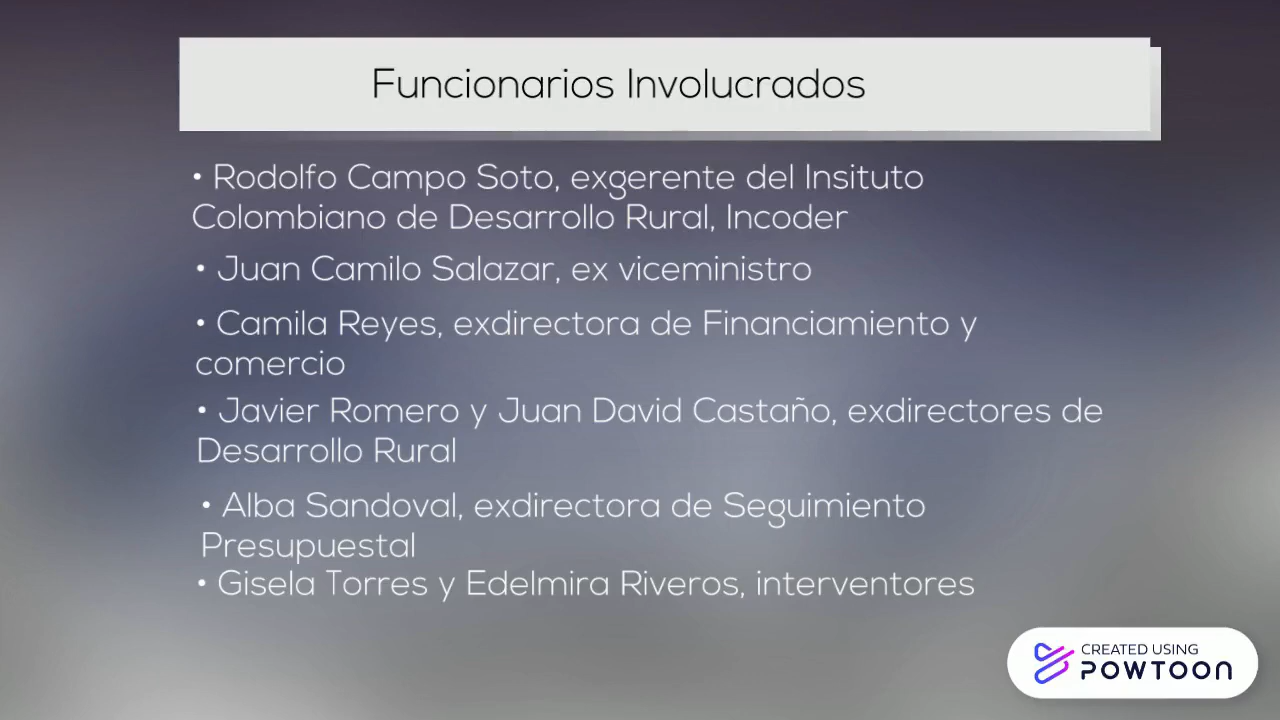 Funcionarios Involucrados
• Rodolfo Campo Soto, exgerente del Insituto
Colombiano de Desarrollo Rural, Incoder
• Juan Camilo Salazar, ex viceministro
• Camila Reyes, exdirectora de Financiamiento y
comercio
• Javier Romero y Juan David Castaño, exdirectores de
Desarrollo Rural
• Alba Sandoval, exdirectora de Seguimiento
Presupuestal
• Gisela Torres y Edelmira Riveros, interventores
CREATED USING
POWTOON